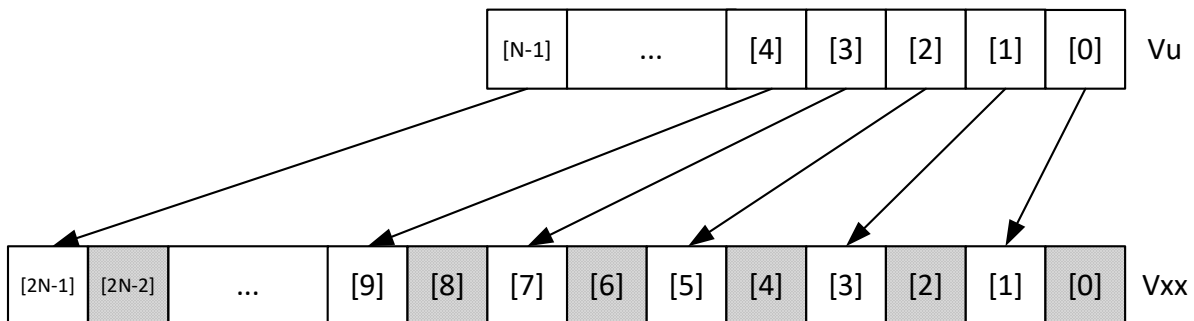 [N-1] ... [4] [3] [2] [1] [0] Vu
[2N-1] [2N-2] ... [9] [8] [7] [6] [5] [4] [3] [2] [1] [0] Vxx